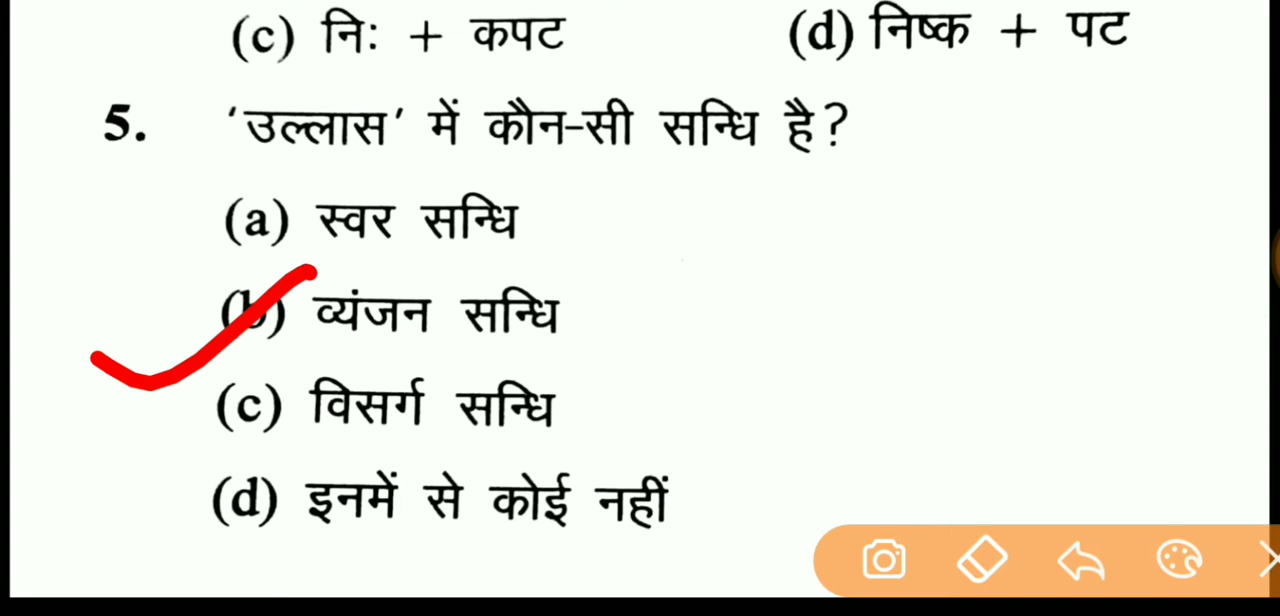 (c) निः + कपट (d) निष्क + पट
5. ‘उल्लास’ में कौन-सी सन्धि है?
(a) स्वर सन्धि
(b) व्यंजन सन्धि
(c) विसर्ग सन्धि
(d) इनमें से कोई नहीं